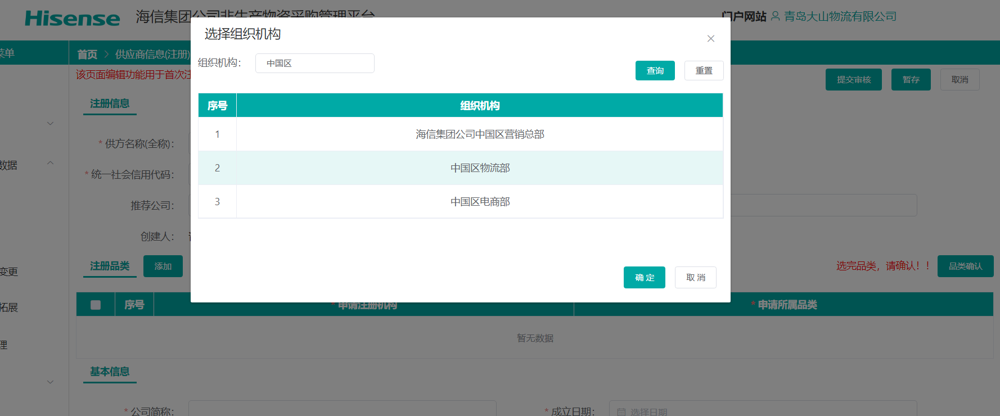 Hisense
海信集团公司非生产物资采购管理平台
门户网站 青岛大山物流有限公司
菜单
首页 > 供应商信息(注册)
该页面编辑功能用于首次注
提交审核 暂存 取消
注册信息
* 供方名称(全称):
数据
* 统一社会信用代码:
推荐公司:
创建人:
变更
注册品类 添加
选完品类，请确认！！ 品类确认
拓展
序号 * 申请注册机构 * 申请所属品类
暂无数据
理
基本信息
* 公司简称:
* 成立日期: 选择日期
选择组织机构
组织机构: 中国区
查询 重置
序号 组织机构
1 海信集团公司中国区营销总部
2 中国区物流部
3 中国区电商部
确 定 取 消